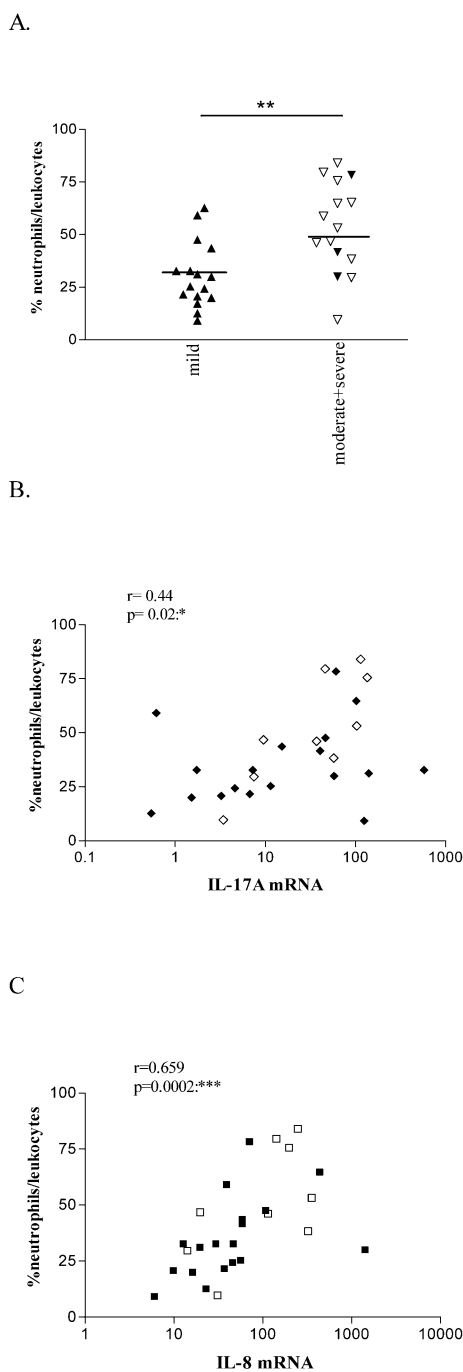 A.
**
100
75
50
25
0
% neutrophils/leukocytes
mild
moderate+severe
B.
r= 0.44
p= 0.02:*
100
75
50
25
0
%neutrophils/leukocytes
0.1 1 10 100 1000
IL-17A mRNA
C
r=0.659
p=0.0002:***
100
75
50
25
0
%neutrophils/leukocytes
1 10 100 1000 10000
IL-8 mRNA